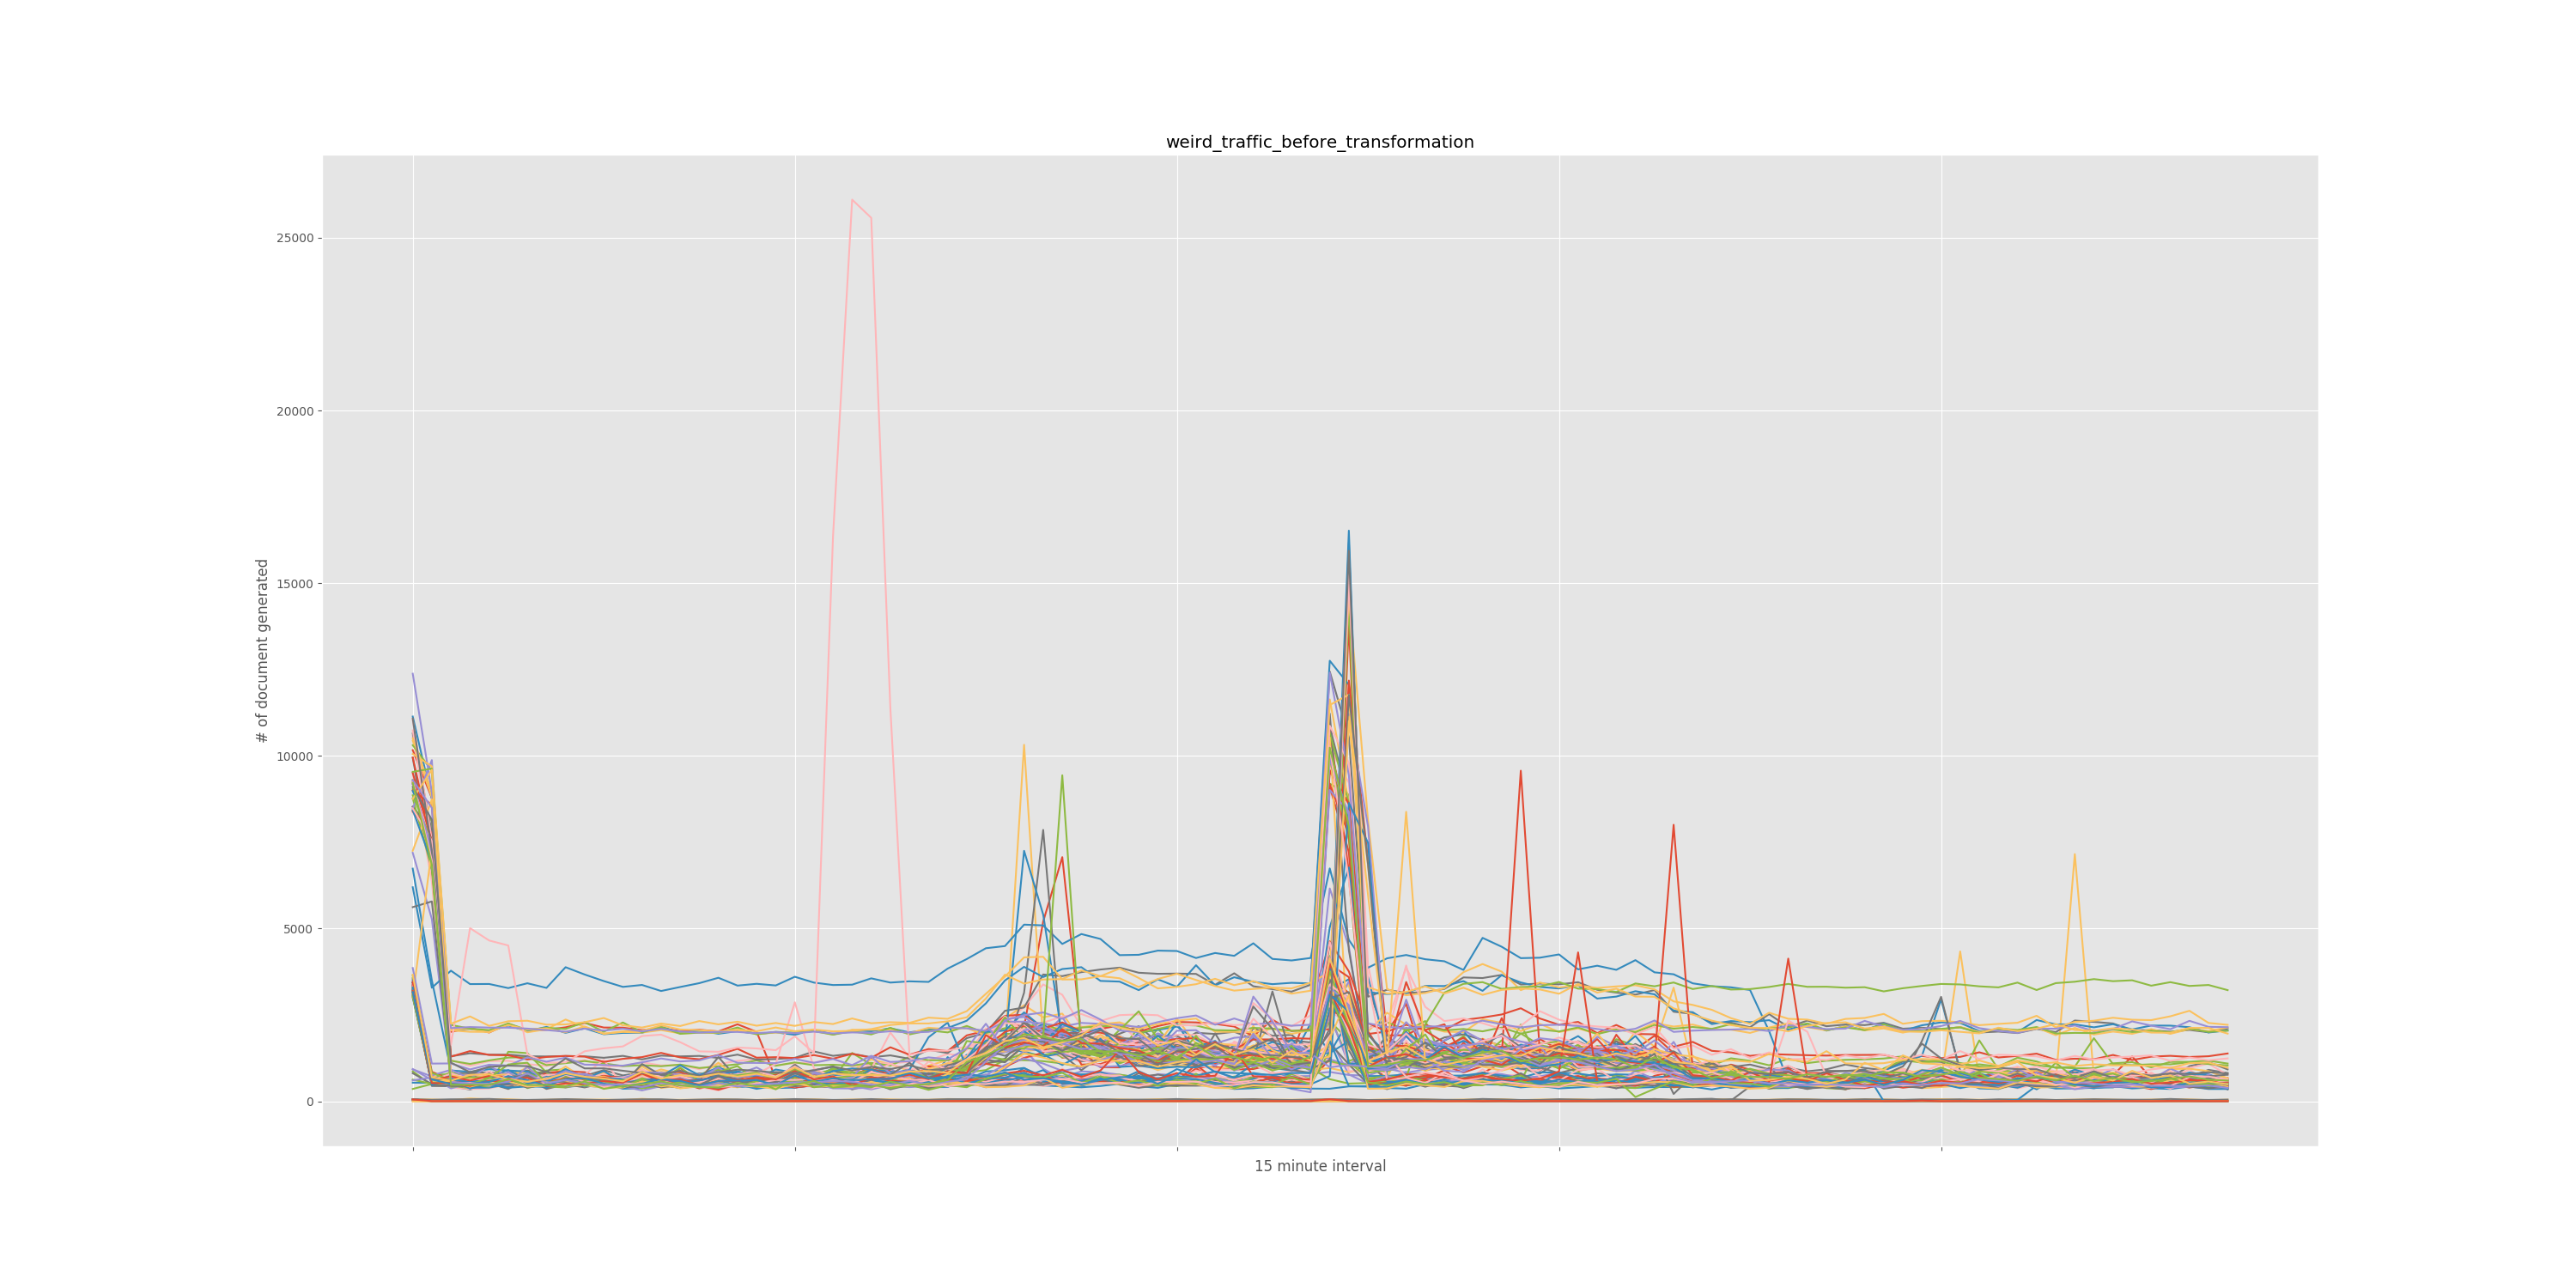 weird_traffic_before_transformation
25000
20000
15000
10000
5000
0
# of document generated
15 minute interval